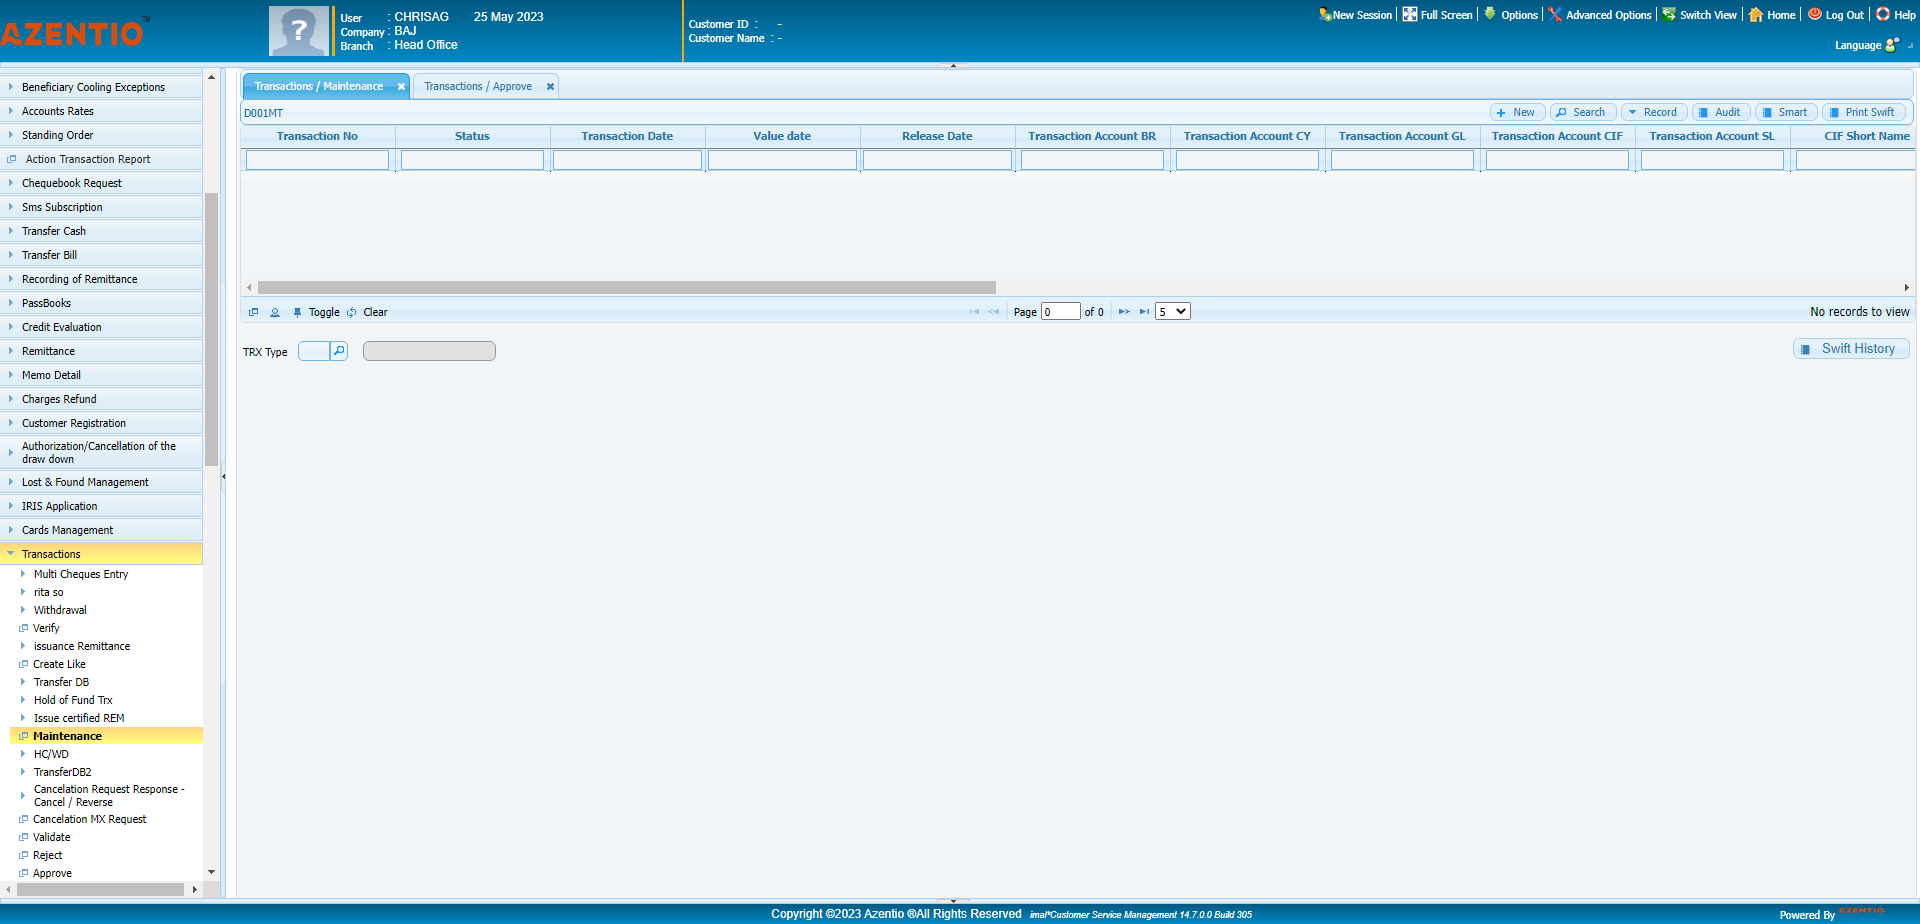 AZENTIO™
User : CHRISAG 25 May 2023
Company : BAJ
Branch : Head Office
Customer ID : -
Customer Name : -
New Session Full Screen Options Advanced Options Switch View Home Log Out Help
Language
Beneficiary Cooling Exceptions
Accounts Rates
Standing Order
Action Transaction Report
Chequebook Request
Sms Subscription
Transfer Cash
Transfer Bill
Recording of Remittance
PassBooks
Credit Evaluation
Remittance
Memo Detail
Charges Refund
Customer Registration
Authorization/Cancellation of the
draw down
Lost & Found Management
IRIS Application
Cards Management
Transactions
Multi Cheques Entry
rita so
Withdrawal
Verify
issuance Remittance
Create Like
Transfer DB
Hold of Fund Trx
Issue certified REM
Maintenance
HC/WD
TransferDB2
Cancelation Request Response -
Cancel / Reverse
Cancelation MX Request
Validate
Reject
Approve
Transactions / Maintenance Transactions / Approve
D001MT New Search Record Audit Smart Print Swift
Transaction No Status Transaction Date Value date Release Date Transaction Account BR Transaction Account CY Transaction Account GL Transaction Account CIF Transaction Account SL CIF Short Name
Toggle Clear Page 0 of 0 5 No records to view
TRX Type Swift History
Copyright ©2023 Azentio ®All Rights Reserved imal*Customer Service Management 14.7.0.0 Build 305
Powered By AZENTIO